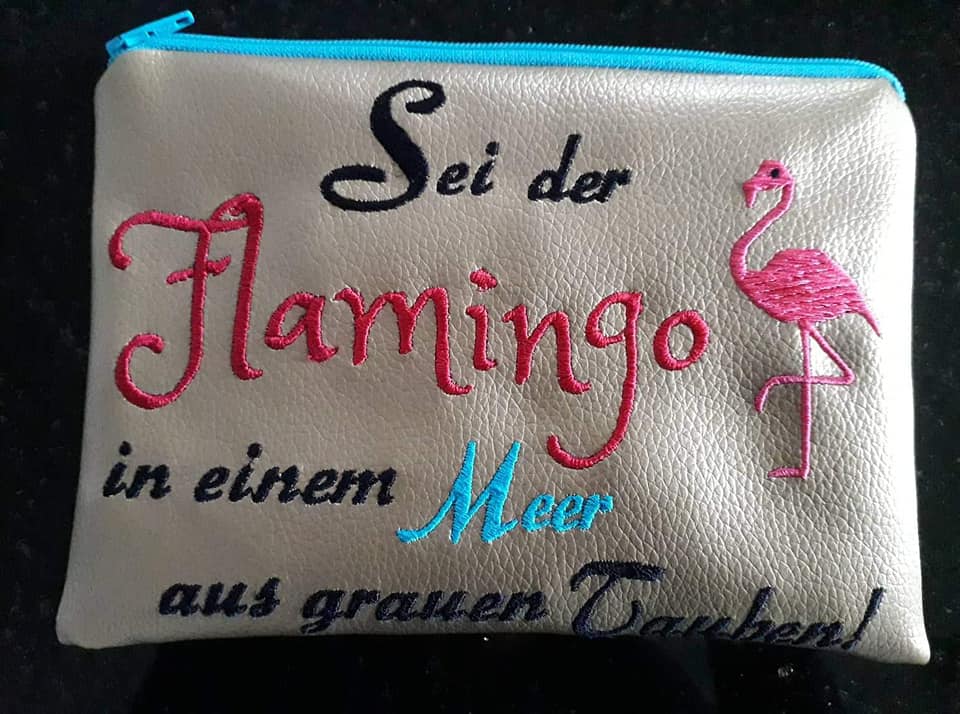 Sei der
Flamingo
in einem Meer
aus grauen Tauben!